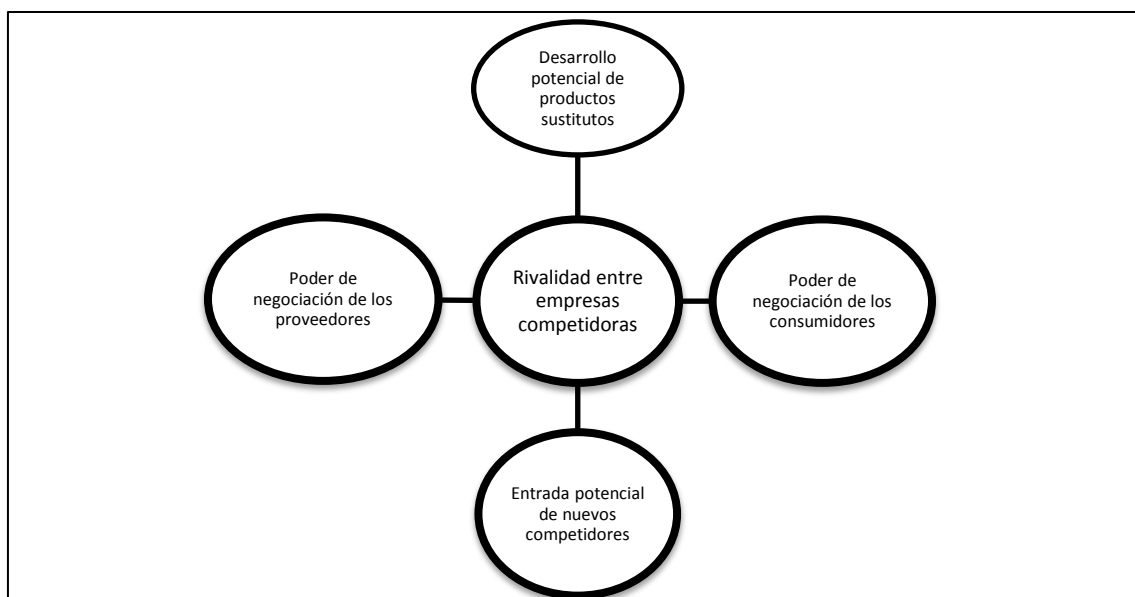 Desarrollo
potencial de
productos
sustitutos
Poder de
negociación de los
proveedores
Rivalidad entre
empresas
competidoras
Poder de
negociación de los
consumidores
Entrada potencial
de nuevos
competidores